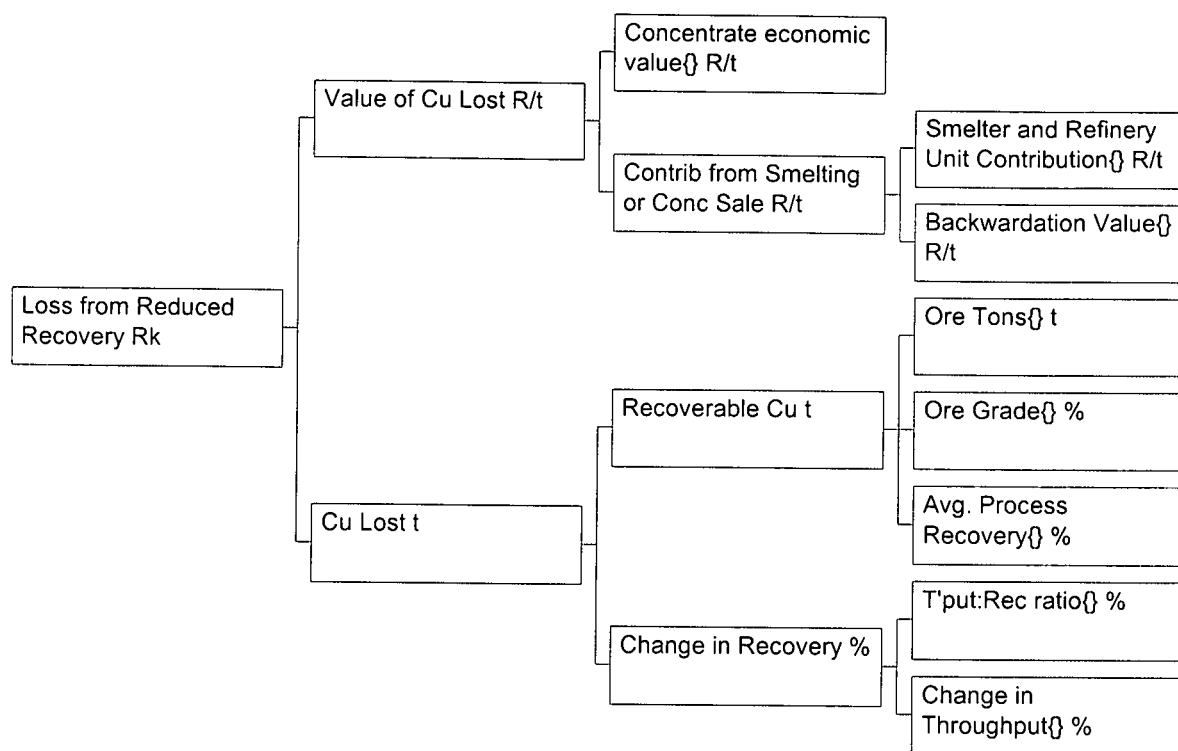 Concentrate economic
value{} R/t
Value of Cu Lost R/t
Smelter and Refinery
Unit Contribution{} R/t
Contrib from Smelting
or Conc Sale R/t
Backwardation Value{}
R/t
Loss from Reduced
Recovery Rk
Ore Tons{} t
Recoverable Cu t
Ore Grade{} %
Cu Lost t
Avg. Process
Recovery{} %
T'put:Rec ratio{} %
Change in Recovery %
Change in
Throughput{} %